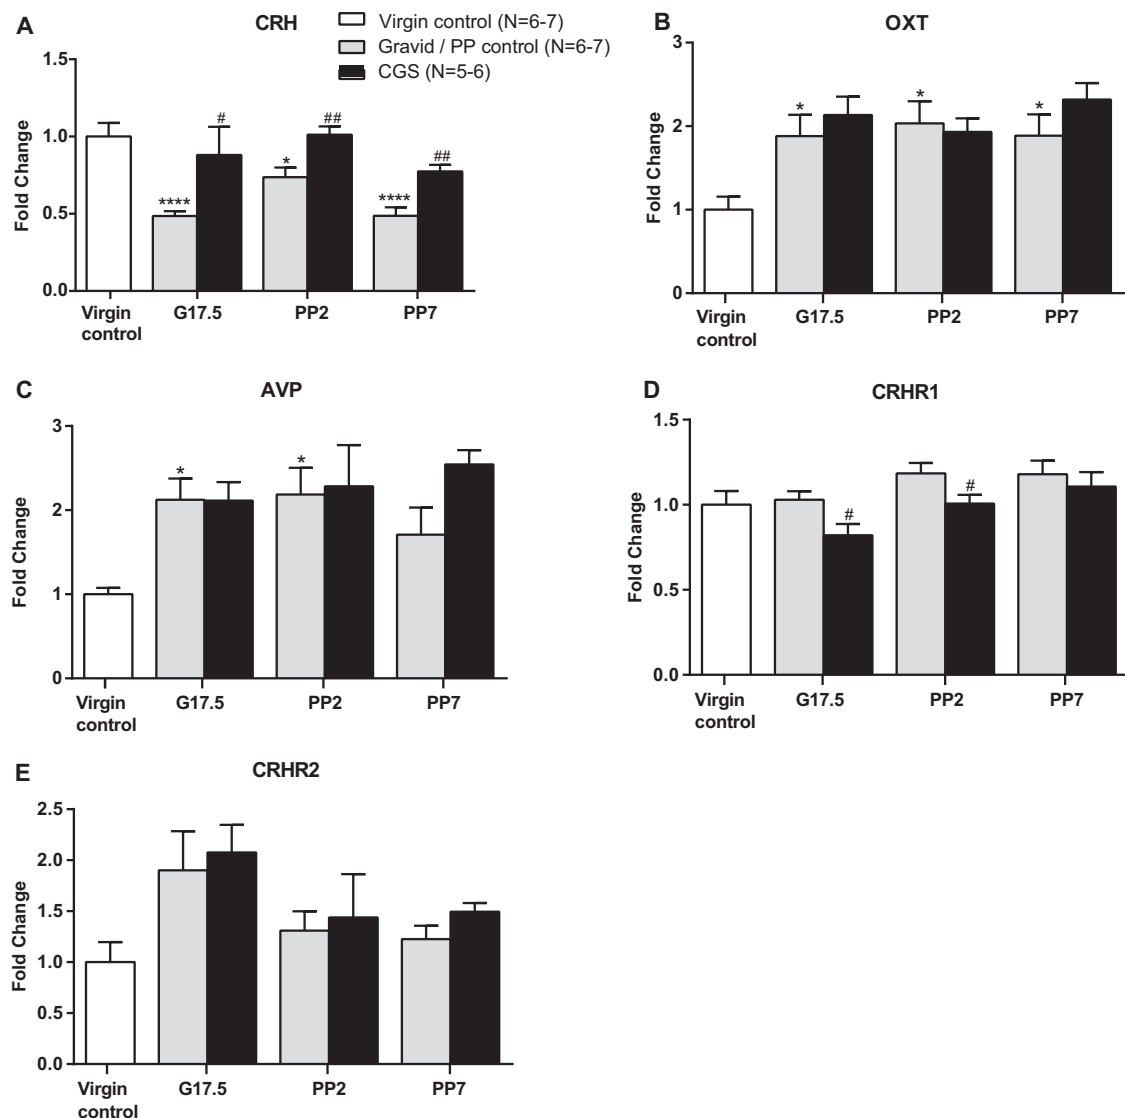 A
CRH
Virgin control (N=6-7)
Gravid / PP control (N=6-7)
CGS (N=5-6)
Fold Change
1.5
1.0
0.5
0.0
****
#
*
##
****
##
Virgin control
G17.5
PP2
PP7
B
OXT
Fold Change
3
2
1
0
*
*
*
Virgin
control
G17.5
PP2
PP7
C
AVP
Fold Change
3
2
1
0
*
*
Virgin
control
G17.5
PP2
PP7
D
CRHR1
Fold Change
1.5
1.0
0.5
0.0
#
#
Virgin
control
G17.5
PP2
PP7
E
CRHR2
Fold Change
2.5
2.0
1.5
1.0
0.5
0.0
Virgin
control
G17.5
PP2
PP7